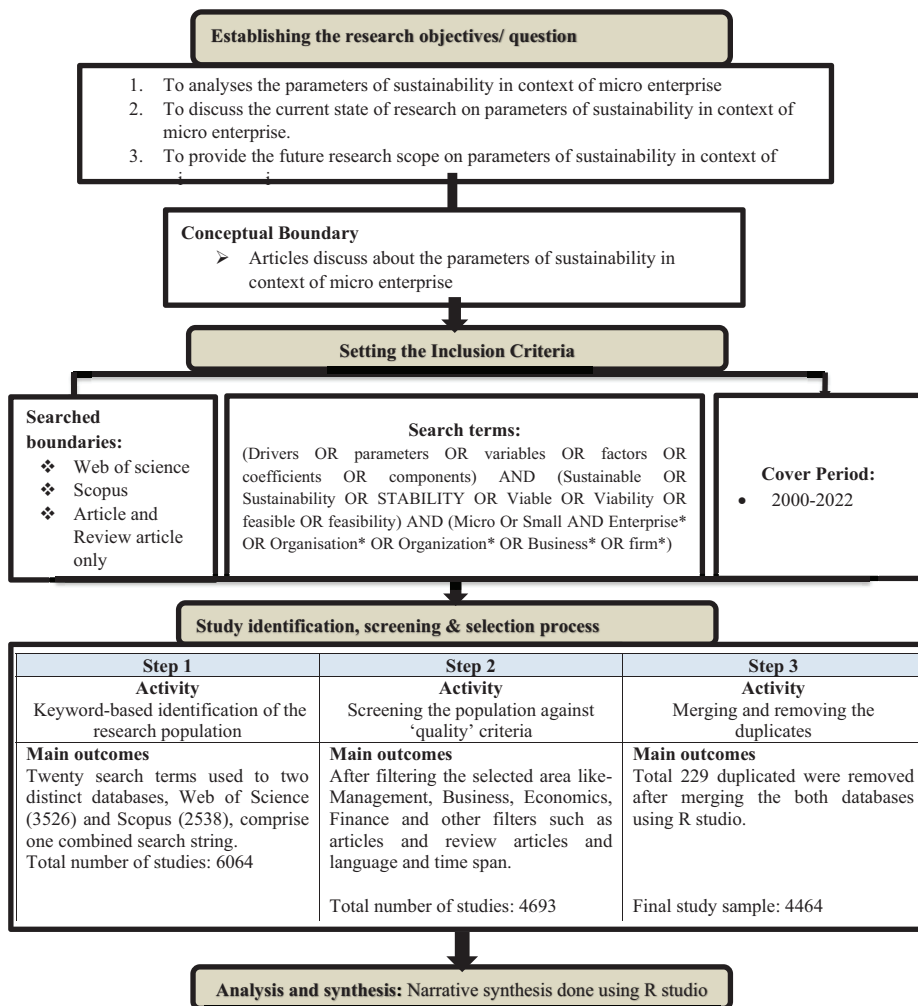 Establishing the research objectives/ question
1. To analyses the parameters of sustainability in context of micro enterprise
2. To discuss the current state of research on parameters of sustainability in context of
micro enterprise.
3. To provide the future research scope on parameters of sustainability in context of
Conceptual Boundary
➤ Articles discuss about the parameters of sustainability in
context of micro enterprise
Setting the Inclusion Criteria
Searched
boundaries:
❖ Web of science
❖ Scopus
❖ Article and
Review article
only
Search terms:
(Drivers OR parameters OR variables OR factors OR
coefficients OR components) AND (Sustainable OR
Sustainability OR STABILITY OR Viable OR Viability OR
feasible OR feasibility) AND (Micro Or Small AND Enterprise*
OR Organisation* OR Organization* OR Business* OR firm*)
Cover Period:
• 2000-2022
Study identification, screening & selection process
Step 1
Activity
Keyword-based identification of the
research population
Main outcomes
Twenty search terms used to two
distinct databases, Web of Science
(3526) and Scopus (2538), comprise
one combined search string.
Total number of studies: 6064
Step 2
Activity
Screening the population against
‘quality’ criteria
Main outcomes
After filtering the selected area like-
Management, Business, Economics,
Finance and other filters such as
articles and review articles and
language and time span.
Total number of studies: 4693
Step 3
Activity
Merging and removing the
duplicates
Main outcomes
Total 229 duplicated were removed
after merging the both databases
using R studio.
Final study sample: 4464
Analysis and synthesis: Narrative synthesis done using R studio